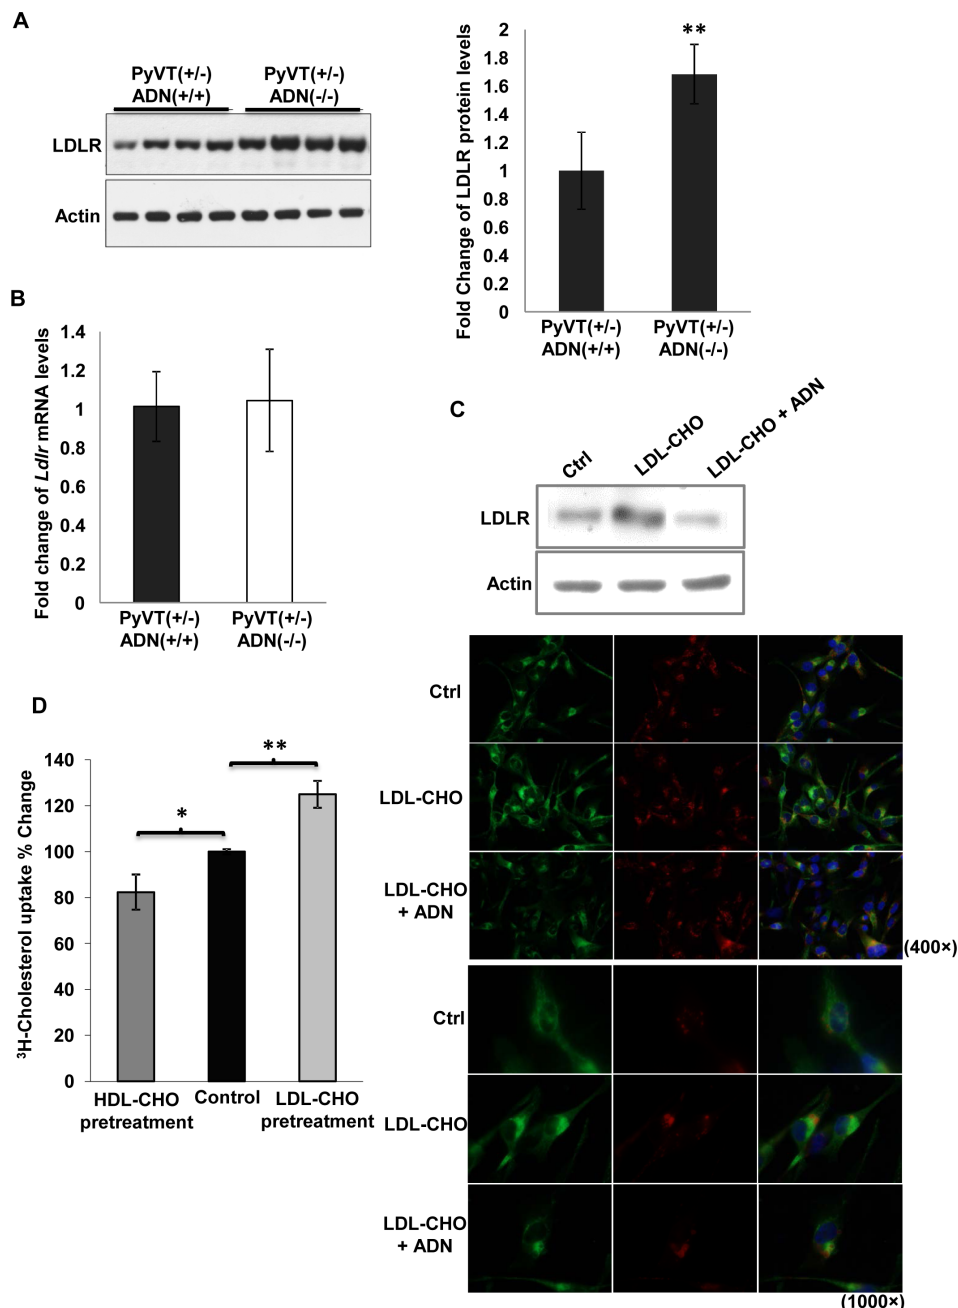 A
PyVT(+/-)
ADN(+/+)
PyVT(+/-)
ADN(-/-)
LDLR
Actin
Fold Change of LDLR protein levels
2
1.8
1.6
1.4
1.2
1
0.8
0.6
0.4
0.2
0
**
PyVT(+/-)
ADN(+/+)
PyVT(+/-)
ADN(-/-)
B
Fold change of Ldlr mRNA levels
1.4
1.2
1
0.8
0.6
0.4
0.2
0
PyVT(+/-)
ADN(+/+)
PyVT(+/-)
ADN(-/-)
C
Ctrl
LDL-CHO
LDL-CHO + ADN
LDLR
Actin
Ctrl
LDL-CHO
LDL-CHO
+ ADN
(400×)
Ctrl
LDL-CHO
LDL-CHO
+ ADN
(1000×)
D
³H-Cholesterol uptake % Change
140
120
100
80
60
40
20
0
*
**
HDL-CHO
pretreatment
Control
LDL-CHO
pretreatment